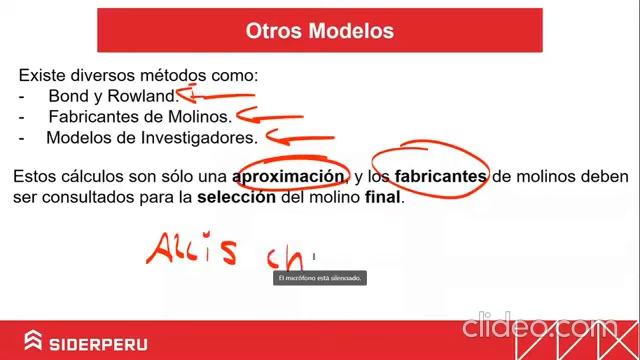 Otros Modelos
Existe diversos métodos como:
- Bond y Rowland.
- Fabricantes de Molinos.
- Modelos de Investigadores.
Estos cálculos son sólo una aproximación, y los fabricantes de molinos deben
ser consultados para la selección del molino final.
Allis ch
El micrófono está silenciado.
SIDERPERU
clideo.com